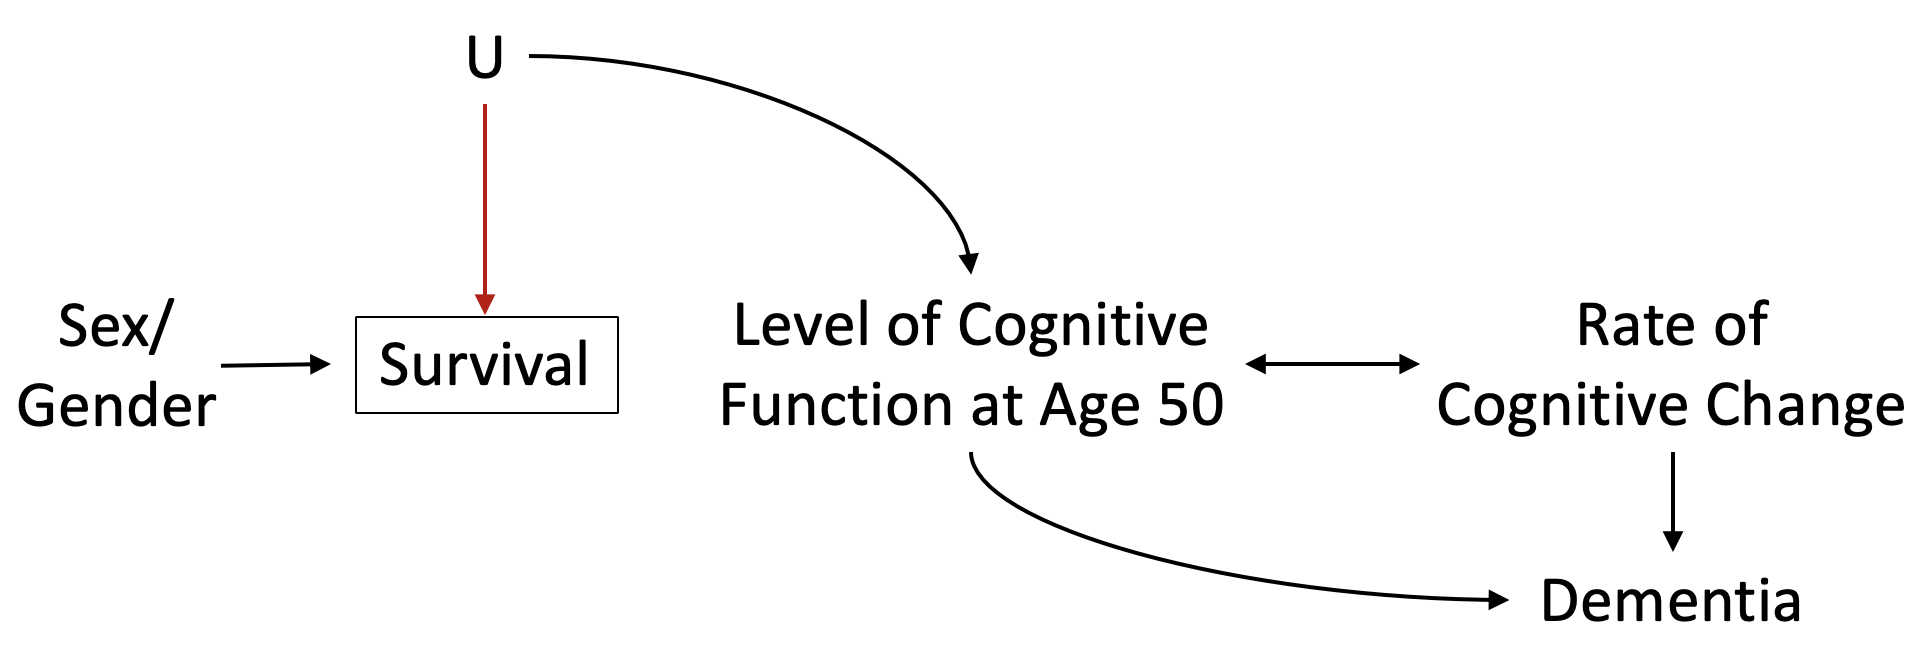 U
Sex/
Gender
Survival
Level of Cognitive
Function at Age 50
Rate of
Cognitive Change
Dementia